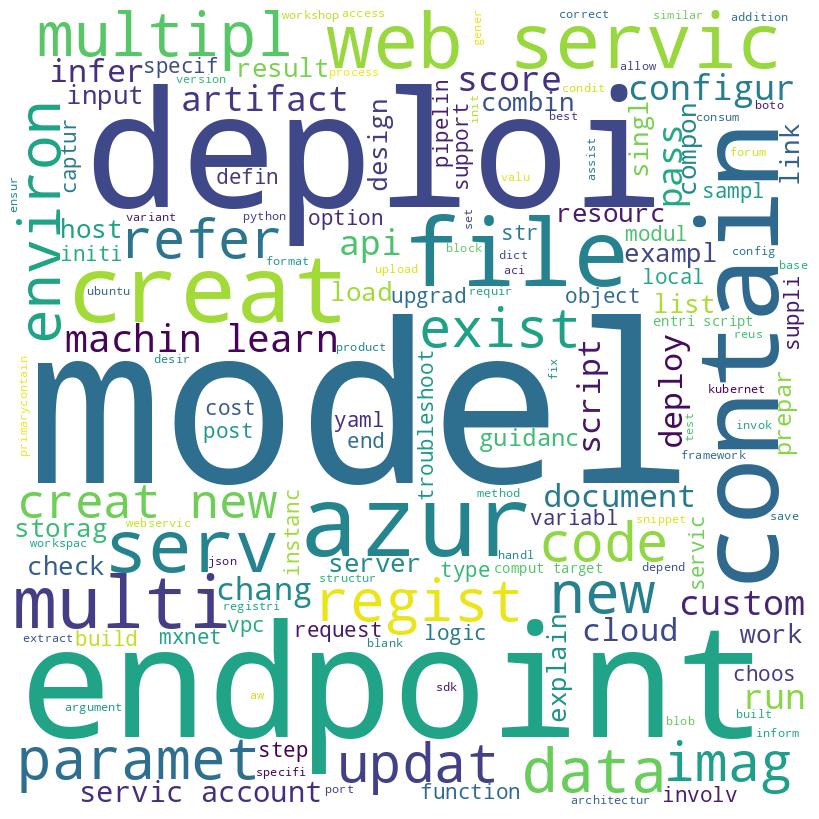 workshop access correct similar addition
multipl web servic gener
infer specif result score allow configur
version process condit boto
input artifact combin best consum
captur deploi design pipelin support init singl pass compon link
environ defin valu assist sampl forum
ensur variant python option set str resourc modul contain
host refer api file exampl config
initi format block dict local base
ubuntu creat load upload upgrad requir aci object list suppli
machin learn exist entri script reus
desir product fix
primarycontain model cost yaml troubleshoot script deploy kubernet prepar
post end guidanc test invok framework
creat new azur method document
storag webservic instanc variabl snippet save
workspac serv json server handl code servic depend
check chang structur type comput target
multi registri regist new custom
build mxnet vpc request logic explain cloud work
extract blank
endpoint sdk choos
argument aw run
paramet step updat blob built
specifi data imag inform
servic account port function architectur involv